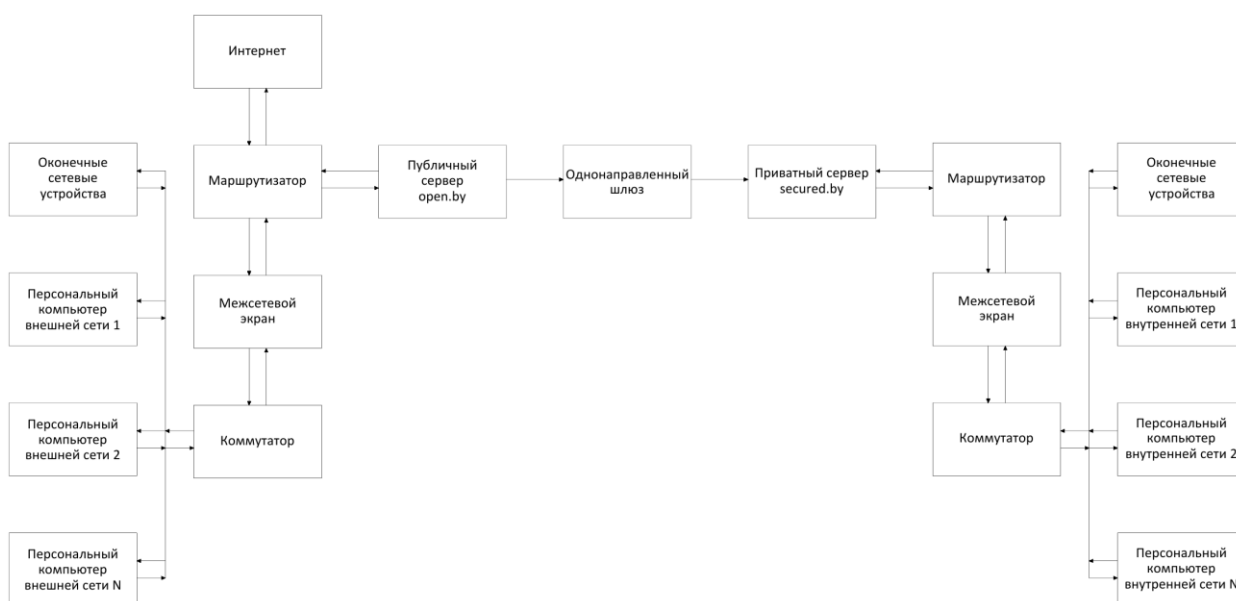 Интернет
Оконечные
сетевые
устройства
Маршрутизатор
Публичный
сервер
open.by
Однонаправленный
шлюз
Приватный сервер
secured.by
Маршрутизатор
Оконечные
сетевые
устройства
Персональный
компьютер
внешней сети 1
Межсетевой
экран
Межсетевой
экран
Персональный
компьютер
внутренней сети 1
Персональный
компьютер
внешней сети 2
Коммутатор
Коммутатор
Персональный
компьютер
внутренней сети 2
Персональный
компьютер
внешней сети N
Персональный
компьютер
внутренней сети N